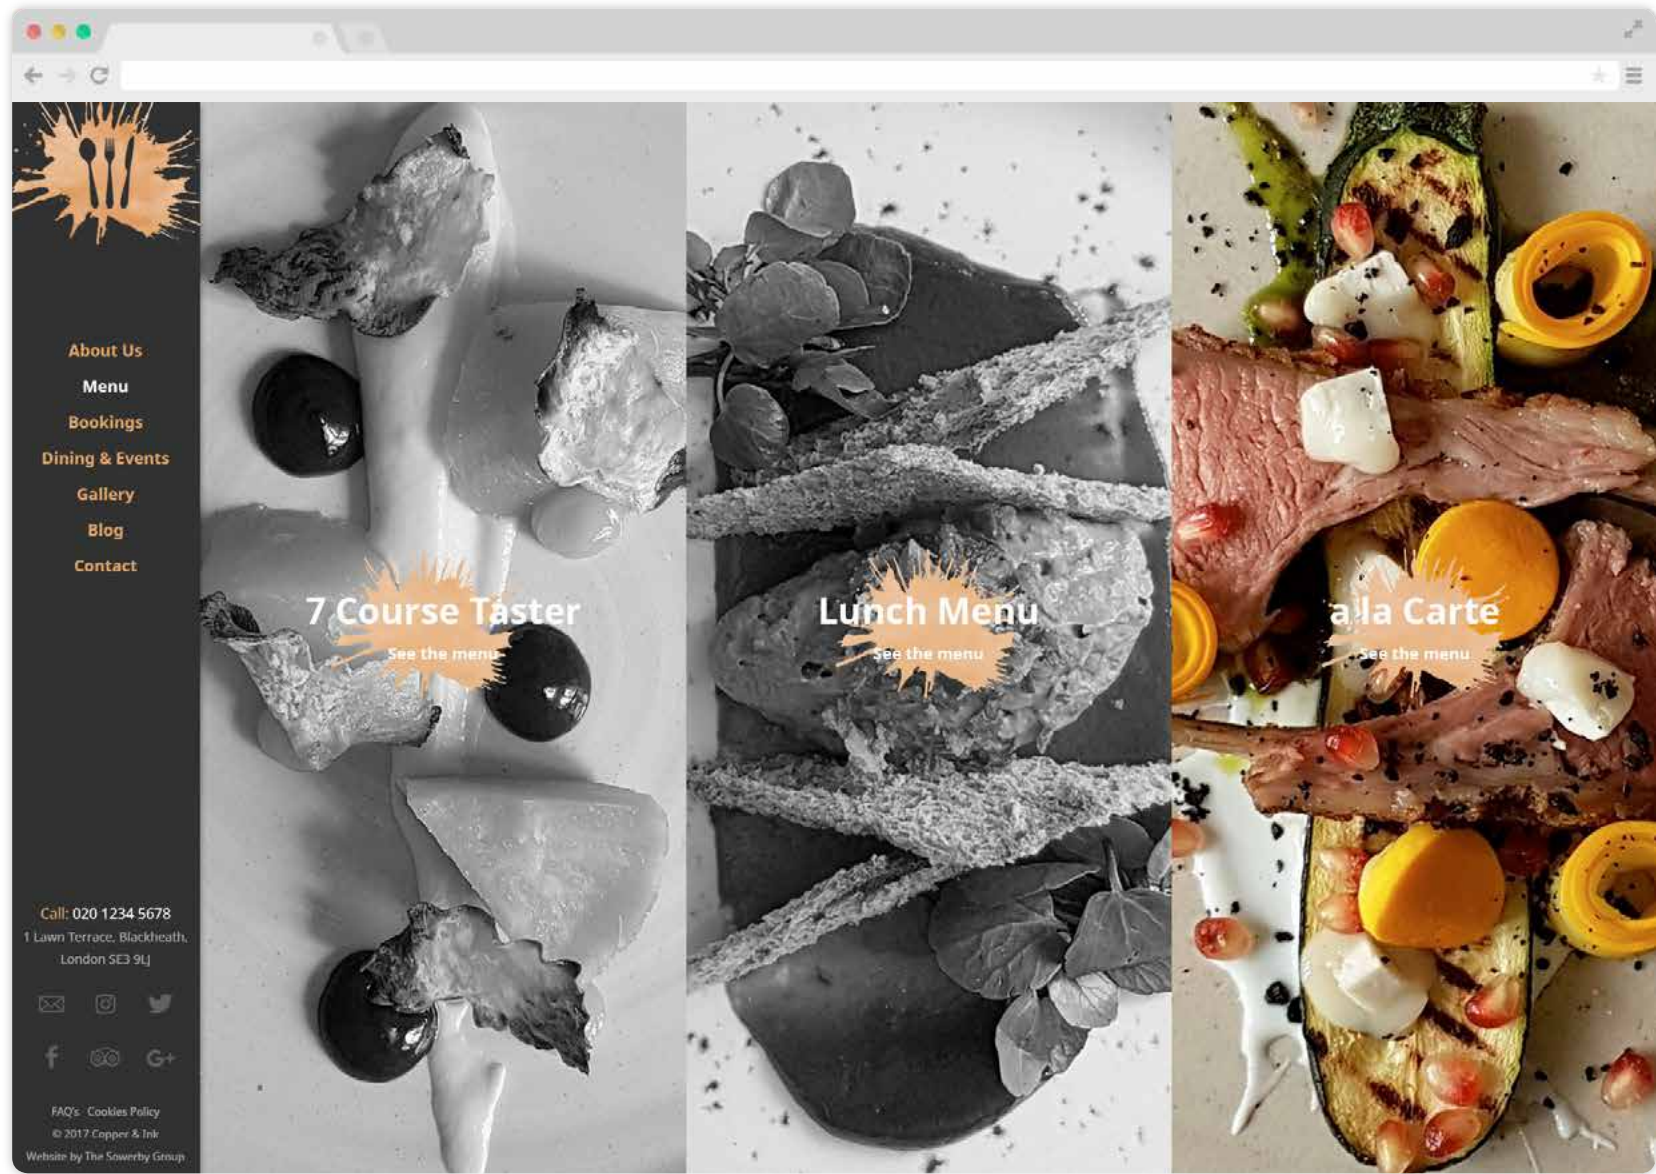 About Us
Menu
Bookings
Dining & Events
Gallery
Blog
Contact
Call: 020 1234 5678
1 Lawn Terrace, Blackheath,
London SE3 9LJ
G+
FAQ's Cookies Policy
© 2017 Copper & Ink
Website by The Sowerby Group
7 Course Taster
See the menu
Lunch Menu
See the menu
a la Carte
See the menu